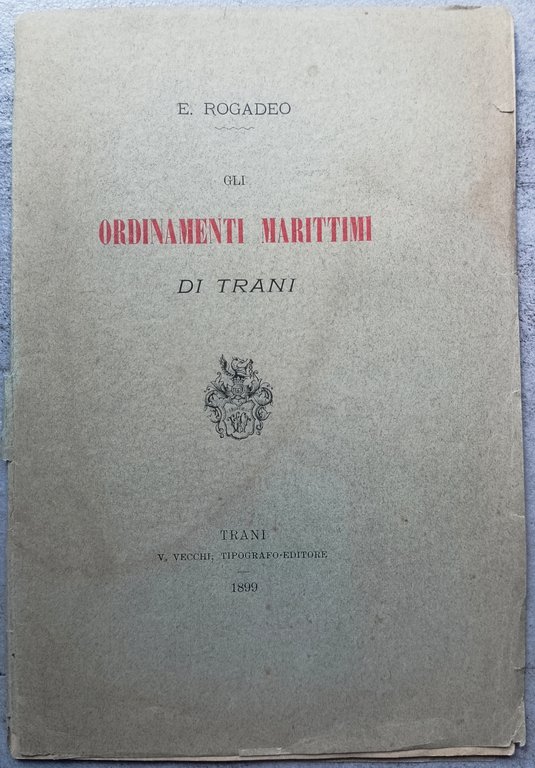 E. ROGADEO
GLI
ORDINAMENTI MARITTIMI
DI TRANI
TRANI
V. VECCHI, TIPOGRAFO-EDITORE
1899